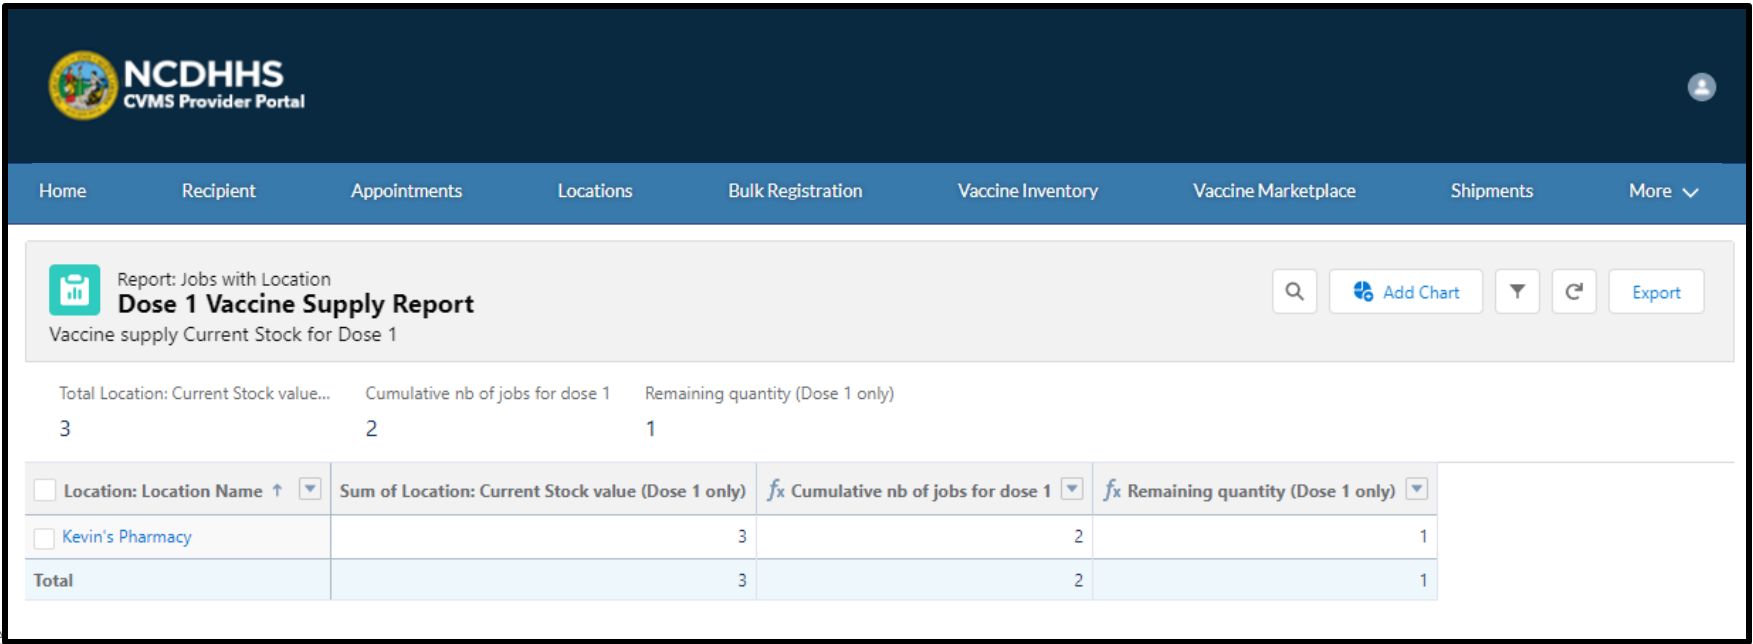 NCDHHS
CVMS Provider Portal
Home Recipient Appointments Locations Bulk Registration Vaccine Inventory Vaccine Marketplace Shipments More
Report: Jobs with Location
Dose 1 Vaccine Supply Report
Vaccine supply Current Stock for Dose 1
Add Chart Export
Total Location: Current Stock value... Cumulative nb of jobs for dose 1 Remaining quantity (Dose 1 only)
3 2 1
Location: Location Name ↑ Sum of Location: Current Stock value (Dose 1 only) fx Cumulative nb of jobs for dose 1 fx Remaining quantity (Dose 1 only)
Kevin's Pharmacy 3 2 1
Total 3 2 1